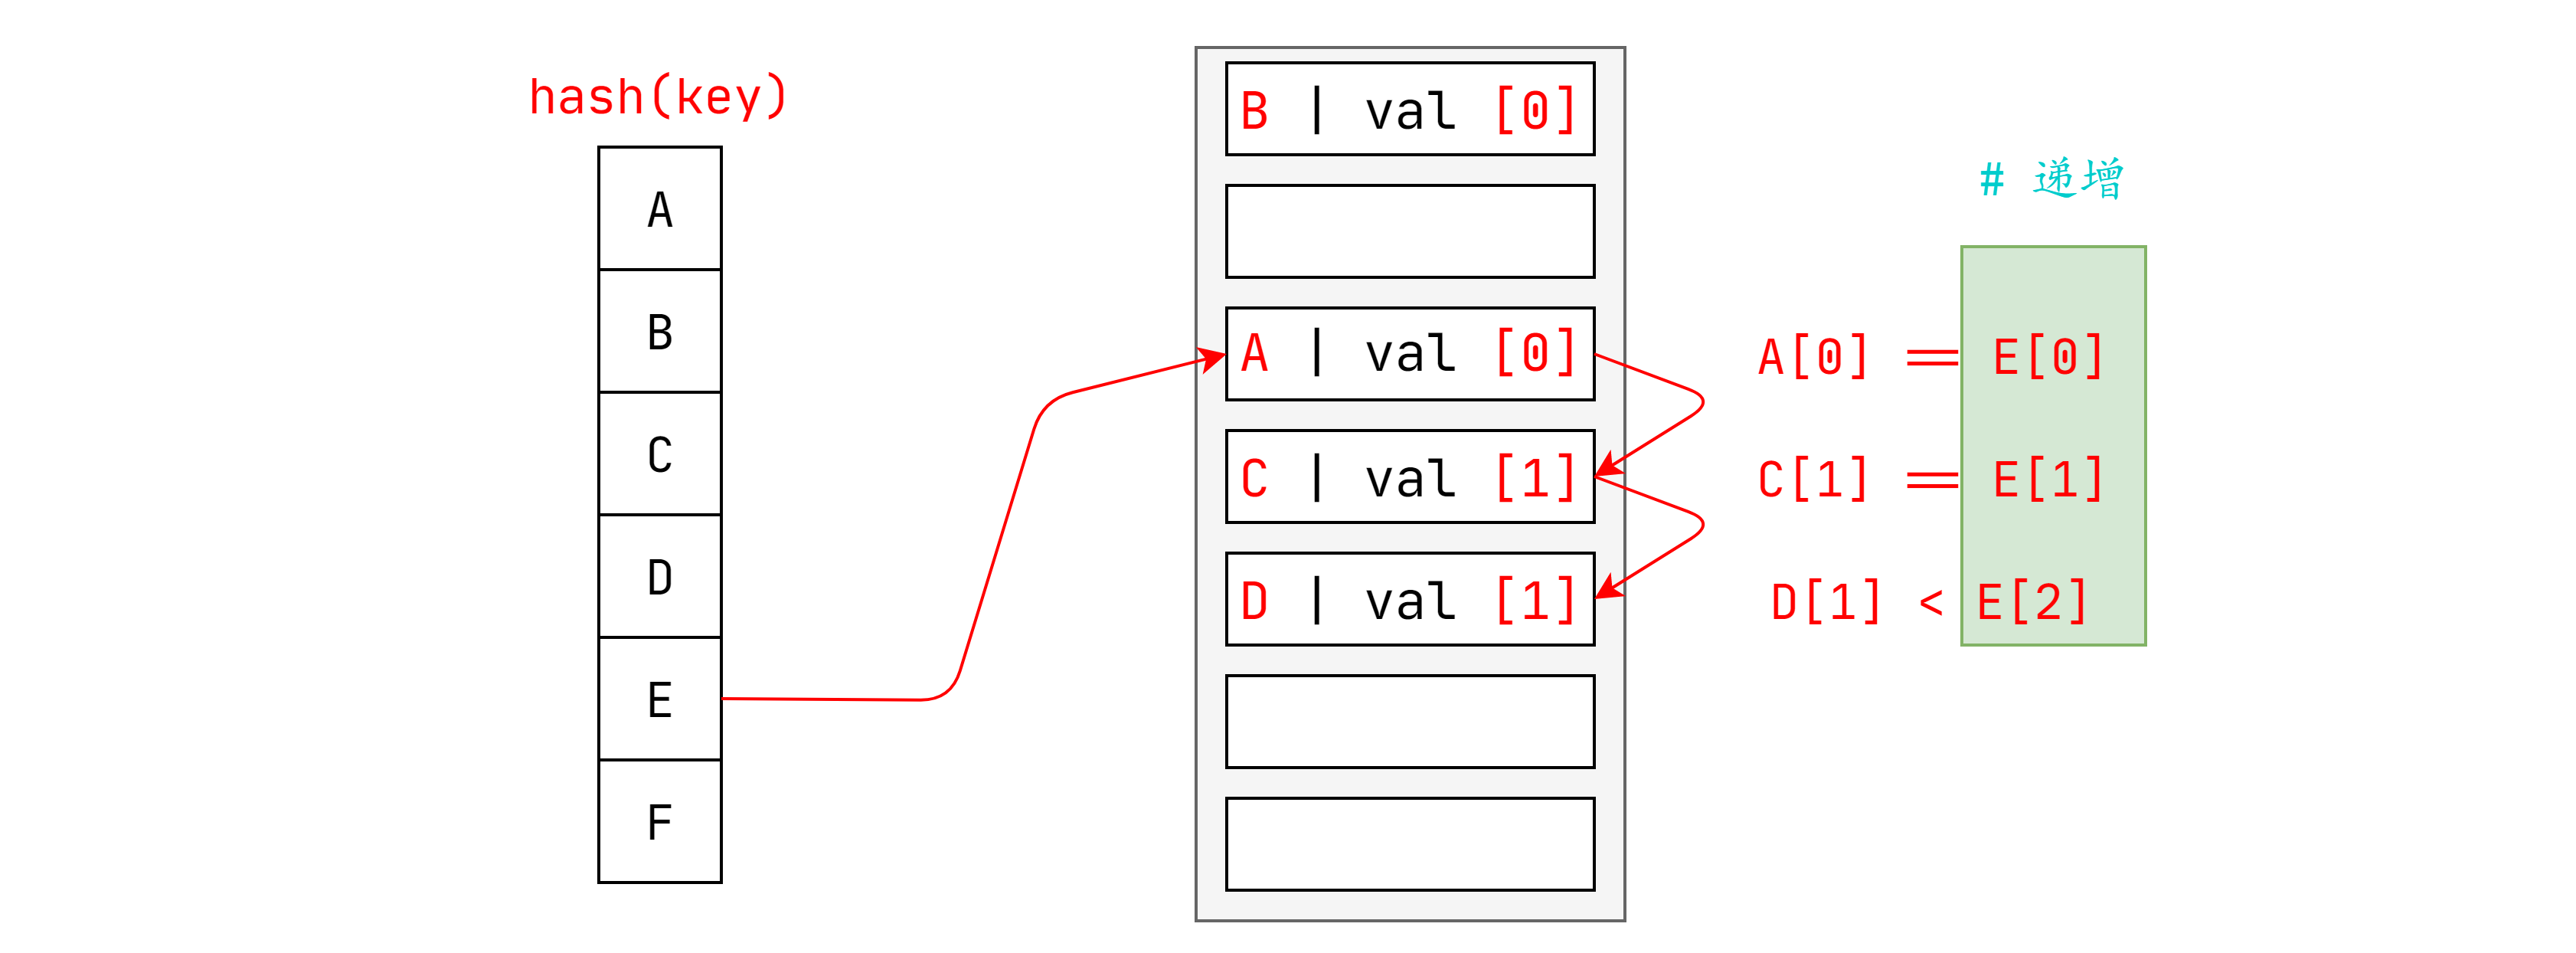 hash(key)
A
B
C
D
E
F
B | val [0]
A | val [0]
C | val [1]
D | val [1]
# 递增
A[0] == E[0]
C[1] == E[1]
D[1] < E[2]